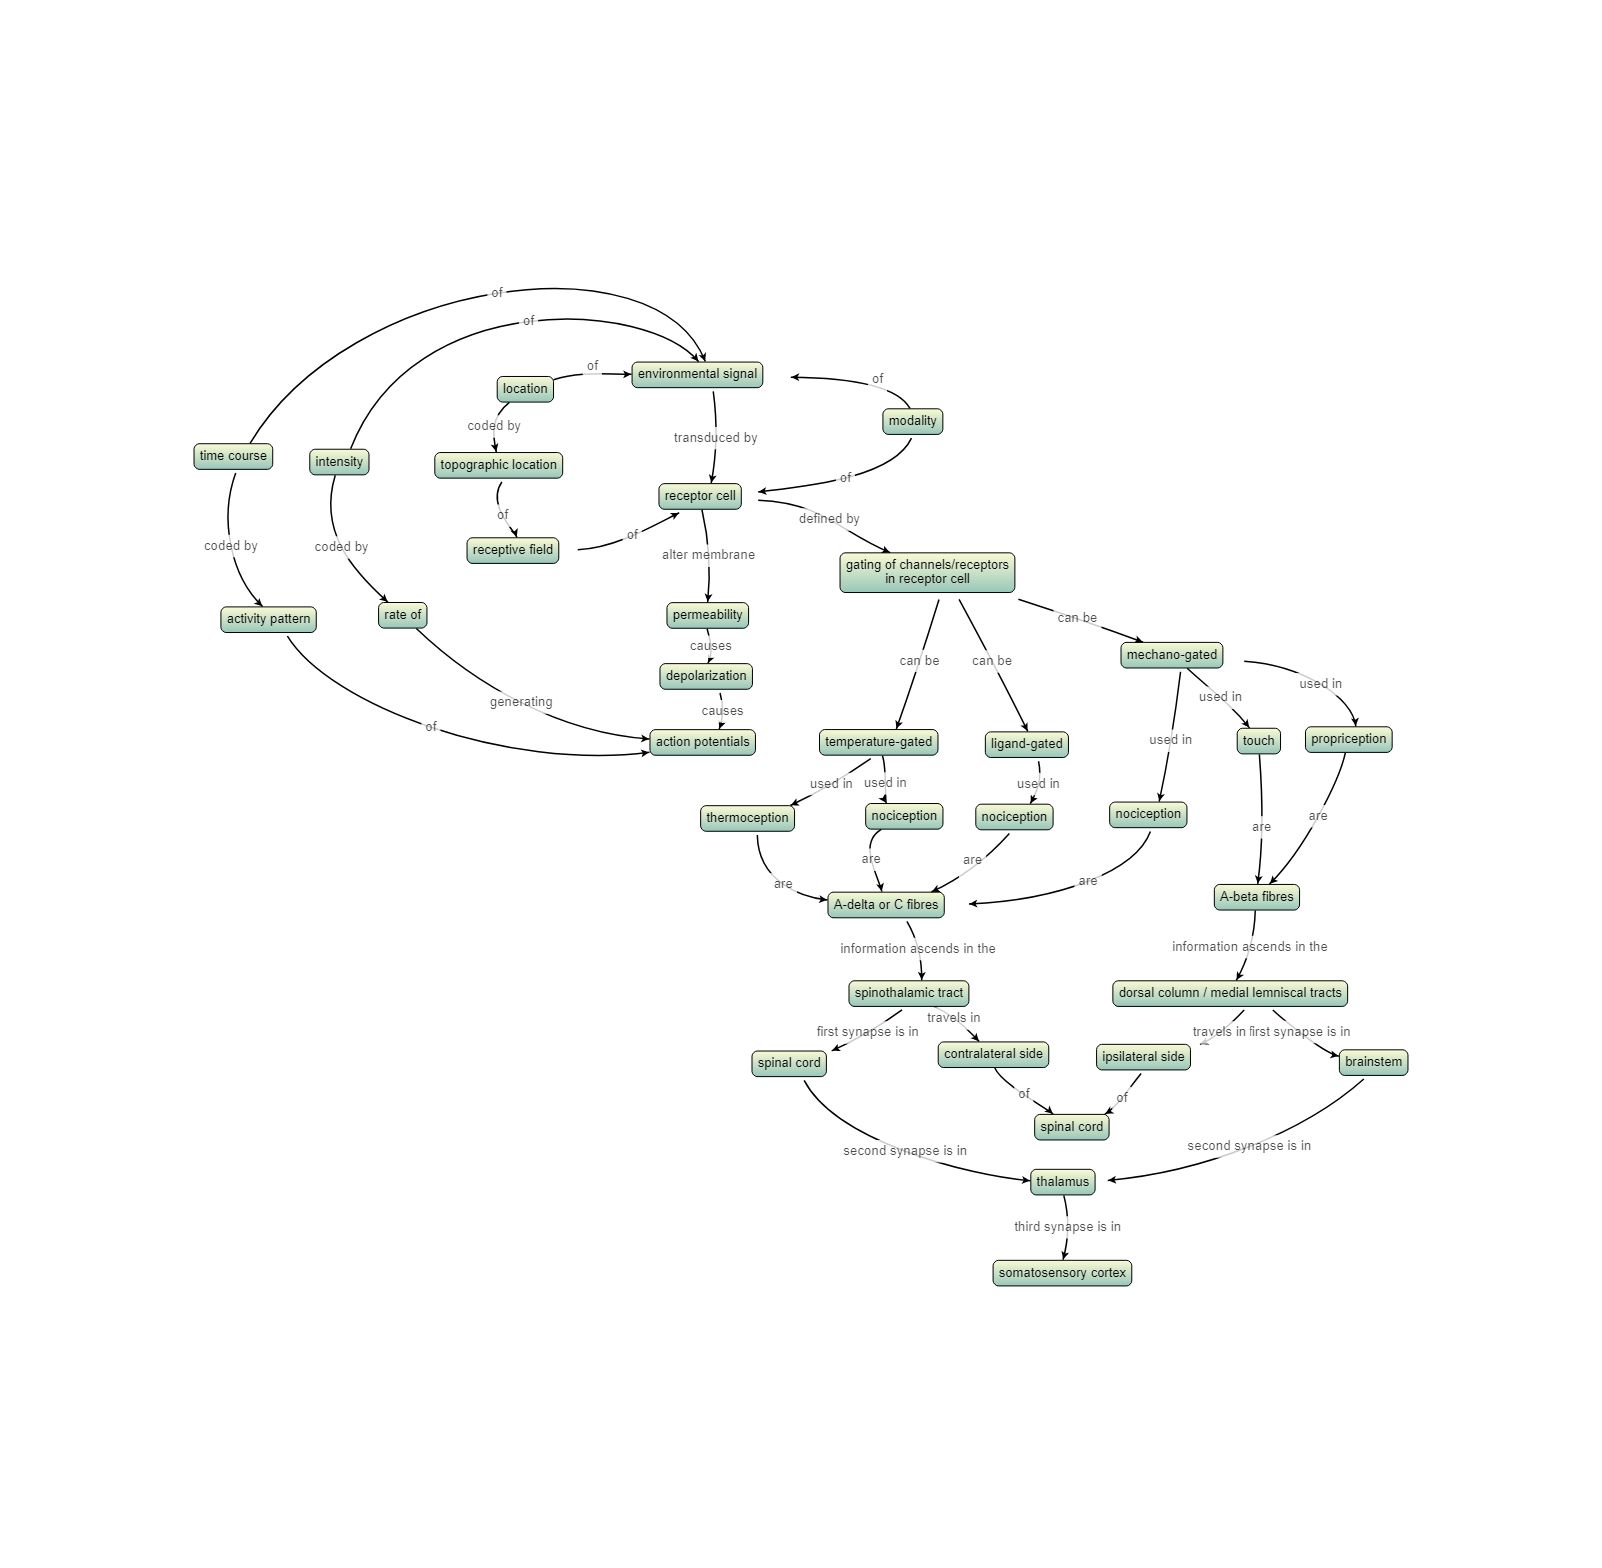 of
of
of
environmental signal
of
location
modality
coded by
transduced by
time course
intensity
topographic location
of
receptor cell
of
defined by
of
coded by
coded by
receptive field
alter membrane
gating of channels/receptors
in receptor cell
activity pattern
rate of
permeability
can be
causes
can be
can be
mechano-gated
depolarization
used in
used in
generating
causes
of
action potentials
temperature-gated
ligand-gated
used in
touch
propriception
used in
used in
used in
thermoception
nociception
nociception
nociception
are
are
are
are
are
are
A-delta or C fibres
A-beta fibres
information ascends in the
information ascends in the
spinothalamic tract
dorsal column / medial lemniscal tracts
travels in
first synapse is in
travels in
first synapse is in
spinal cord
contralateral side
ipsilateral side
brainstem
of
of
spinal cord
second synapse is in
second synapse is in
thalamus
third synapse is in
somatosensory cortex